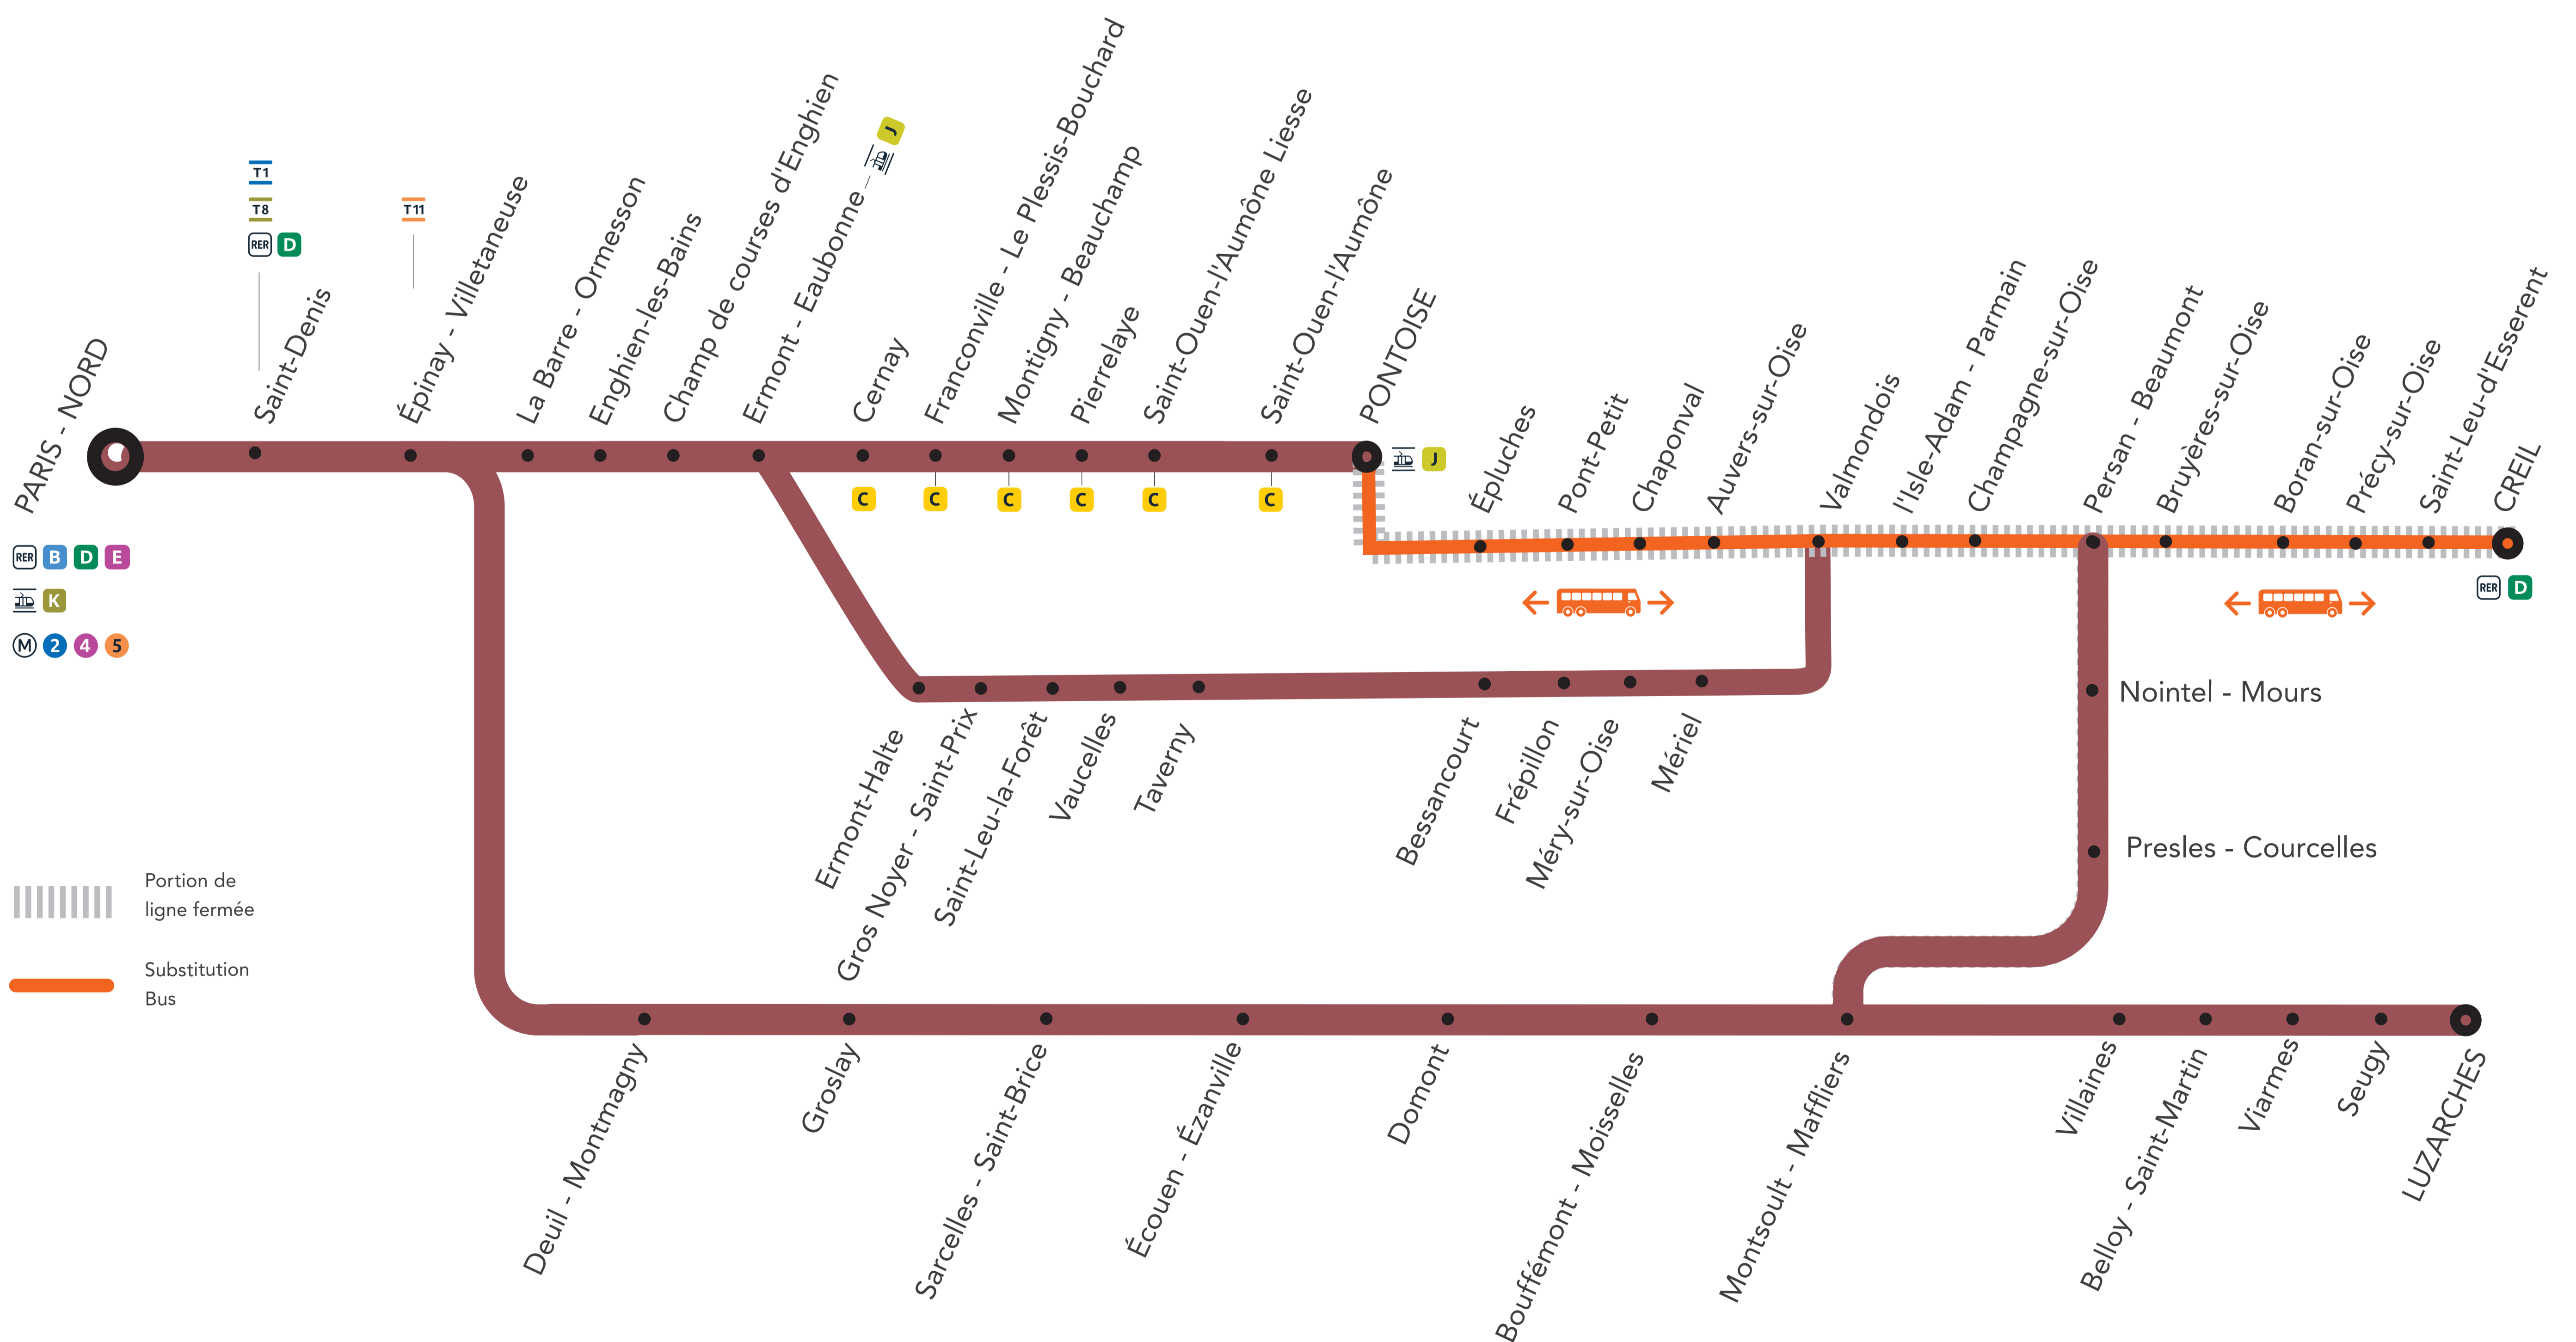 PARIS - NORD
T1
T8
RER D
Saint-Denis
T11
Épinay - Villetaneuse
La Barre - Ormesson
Enghien-les-Bains
Champ de courses d'Enghien
Ermont - Eaubonne
J
Cernay
Franconville - Le Plessis-Bouchard
Montigny - Beauchamp
Pierrelaye
Saint-Ouen-l'Aumône Liesse
Saint-Ouen-l'Aumône
PONTOISE
J
C
C
C
C
C
C
Épluches
Pont-Petit
Chaponval
Auvers-sur-Oise
Valmondois
l'Isle-Adam - Parmain
Champagne-sur-Oise
Persan - Beaumont
Bruyères-sur-Oise
Boran-sur-Oise
Précy-sur-Oise
Saint-Leu-d'Esserent
CREIL
RER D
RER B D E
K
M 2 4 5
Ermont-Halte
Gros Noyer - Saint-Prix
Saint-Leu-la-Forêt
Vaucelles
Taverny
Bessancourt
Frépillon
Méry-sur-Oise
Mériel
Nointel - Mours
Presles - Courcelles
Portion de
ligne fermée
Substitution
Bus
Deuil - Montmagny
Groslay
Sarcelles - Saint-Brice
Écouen - Ézanville
Domont
Bouffémont - Moisselles
Montsoult - Maffliers
Villaines
Belloy - Saint-Martin
Viarmes
Seugy
LUZARCHES